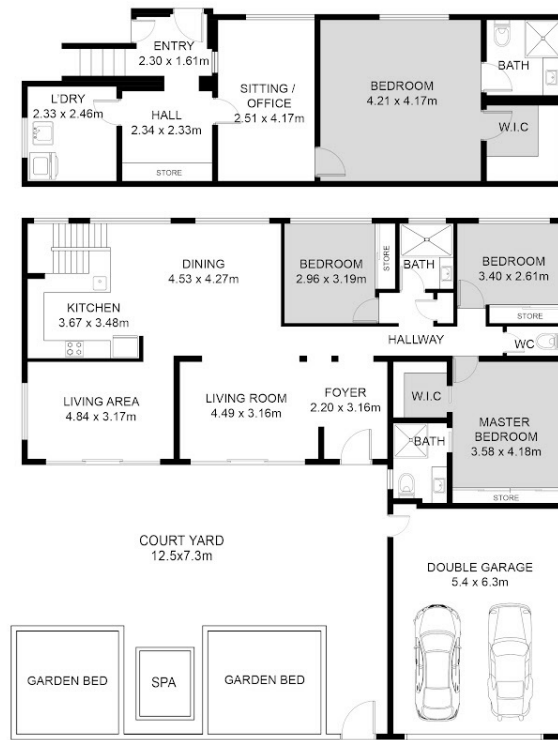 ENTRY
2.30 x 1.61m
L'DRY
2.33 x 2.46m
HALL
2.34 x 2.33m
STORE
SITTING /
OFFICE
2.51 x 4.17m
BEDROOM
4.21 x 4.17m
BATH
W.I.C
DINING
4.53 x 4.27m
KITCHEN
3.67 x 3.48m
BEDROOM
2.96 x 3.19m
STORE
BATH
BEDROOM
3.40 x 2.61m
STORE
HALLWAY
WC
LIVING AREA
4.84 x 3.17m
LIVING ROOM
4.49 x 3.16m
FOYER
2.20 x 3.16m
W.I.C
BATH
MASTER
BEDROOM
3.58 x 4.18m
STORE
COURT YARD
12.5x7.3m
DOUBLE GARAGE
5.4 x 6.3m
GARDEN BED
SPA
GARDEN BED